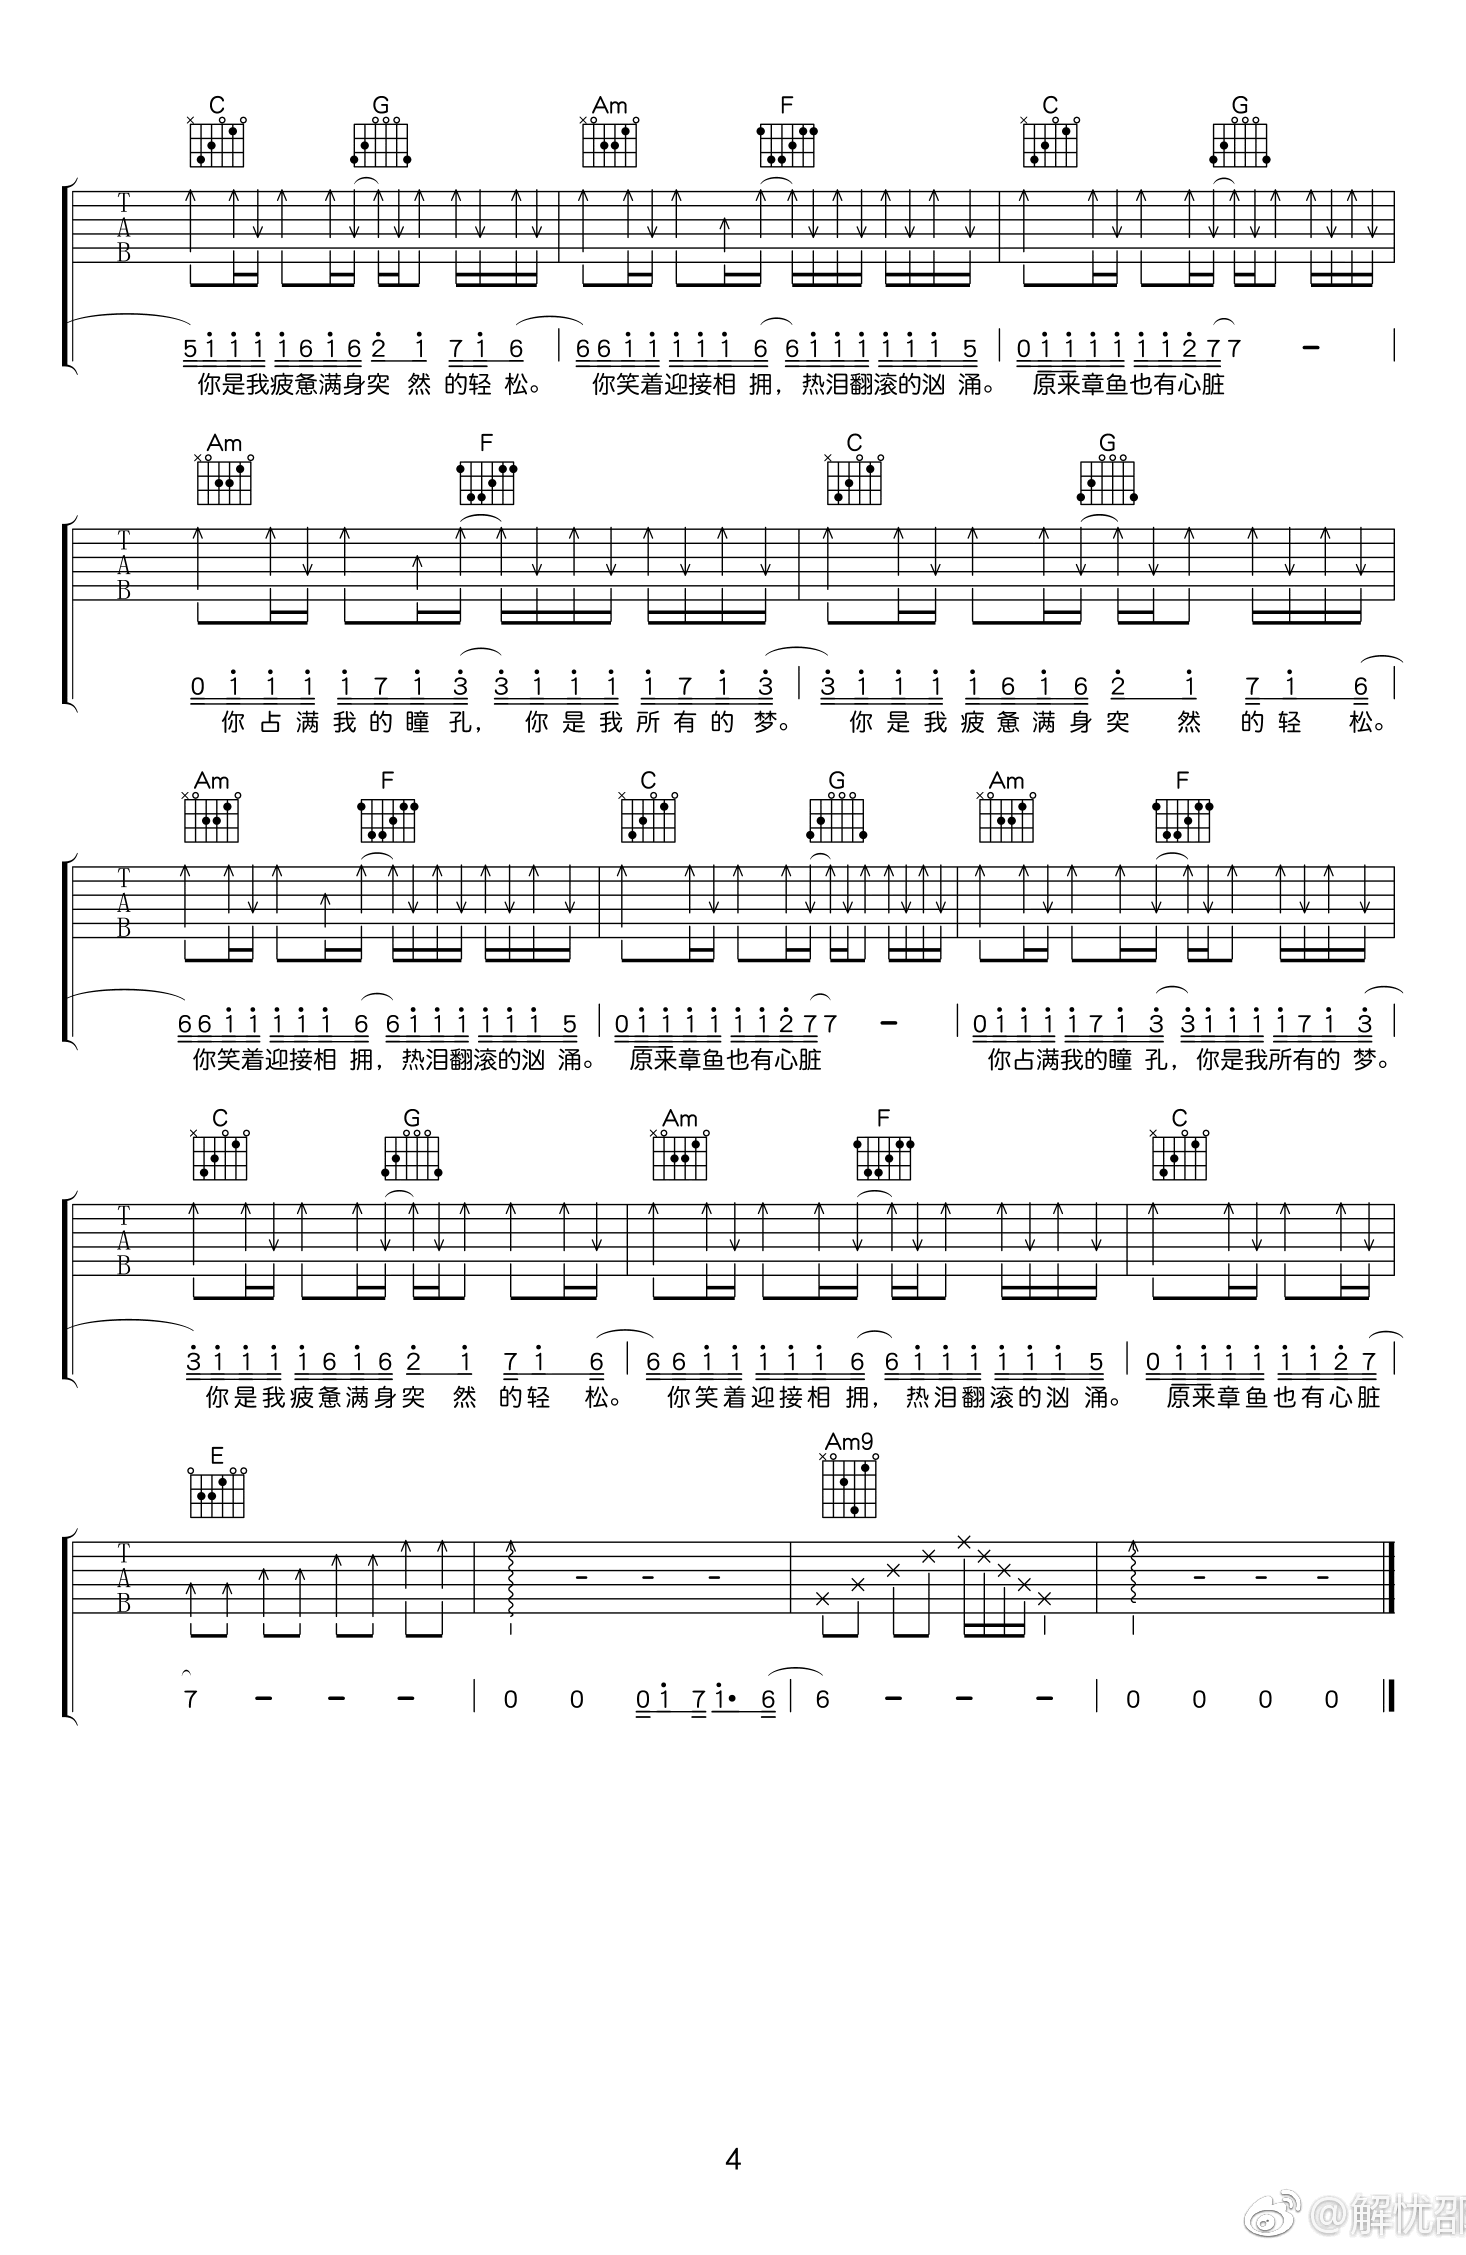 C G Am F C G
T
A
B
5 1 1 1 1 6 1 6 2 1 7 1 6 6 6 1 1 1 1 1 6 6 1 1 1 1 1 1 5 0 1 1 1 1 1 1 2 7 7 –
你是我疲惫满身突 然 的轻 松。 你笑着迎接相 拥，热泪翻滚的汹 涌。 原来章鱼也有心脏
Am F C G
T
A
B
0 1 1 1 1 7 1 3 3 1 1 1 1 7 1 3 3 1 1 1 1 6 1 6 2 1 7 1 6
你 占 满 我 的 瞳 孔， 你 是 我 所 有 的 梦。 你 是 我 疲 惫 满 身 突 然 的 轻 松。
Am F C G Am F
T
A
B
6 6 1 1 1 1 1 6 6 1 1 1 1 1 1 5 0 1 1 1 1 1 1 2 7 7 – 0 1 1 1 1 7 1 3 3 1 1 1 1 7 1 3
你笑着迎接相 拥，热泪翻滚的汹 涌。 原来章鱼也有心脏 你占满我的瞳 孔，你是我所有的 梦。
C G Am F C
T
A
B
3 1 1 1 1 6 1 6 2 1 7 1 6 6 6 1 1 1 1 1 6 6 1 1 1 1 1 1 5 0 1 1 1 1 1 1 2 7
你是我疲惫满身突 然 的轻 松。 你笑着迎接相 拥，热泪翻滚的汹 涌。 原来章鱼也有心脏
E Am9
T
A
B
7 – – – 0 0 0 1 7 1· 6 6 – – – 0 0 0 0
4
@解忧邵